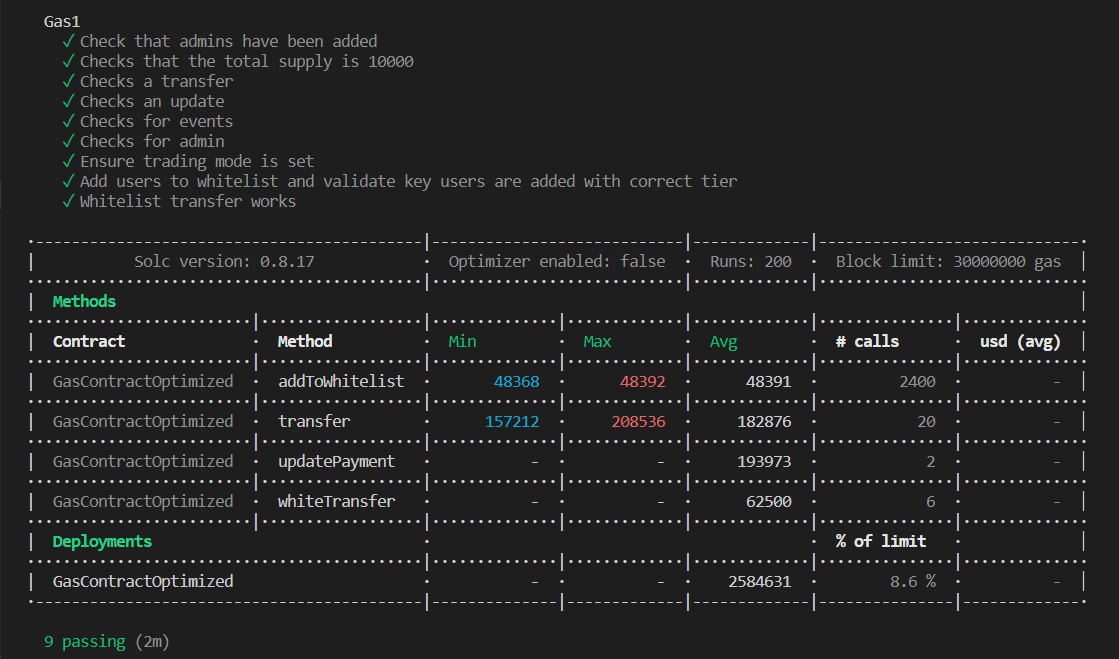 Gas1
✓ Check that admins have been added
✓ Checks that the total supply is 10000
✓ Checks a transfer
✓ Checks an update
✓ Checks for events
✓ Checks for admin
✓ Ensure trading mode is set
✓ Add users to whitelist and validate key users are added with correct tier
✓ Whitelist transfer works
Solc version: 0.8.17 · Optimizer enabled: false · Runs: 200 · Block limit: 30000000 gas
Methods
Contract · Method · Min · Max · Avg · # calls · usd (avg)
GasContractOptimized · addToWhitelist · 48368 · 48392 · 48391 · 2400 · -
GasContractOptimized · transfer · 157212 · 208536 · 182876 · 20 · -
GasContractOptimized · updatePayment · - · - · 193973 · 2 · -
GasContractOptimized · whiteTransfer · - · - · 62500 · 6 · -
Deployments · · % of limit ·
GasContractOptimized · - · - · 2584631 · 8.6 % · -
9 passing (2m)